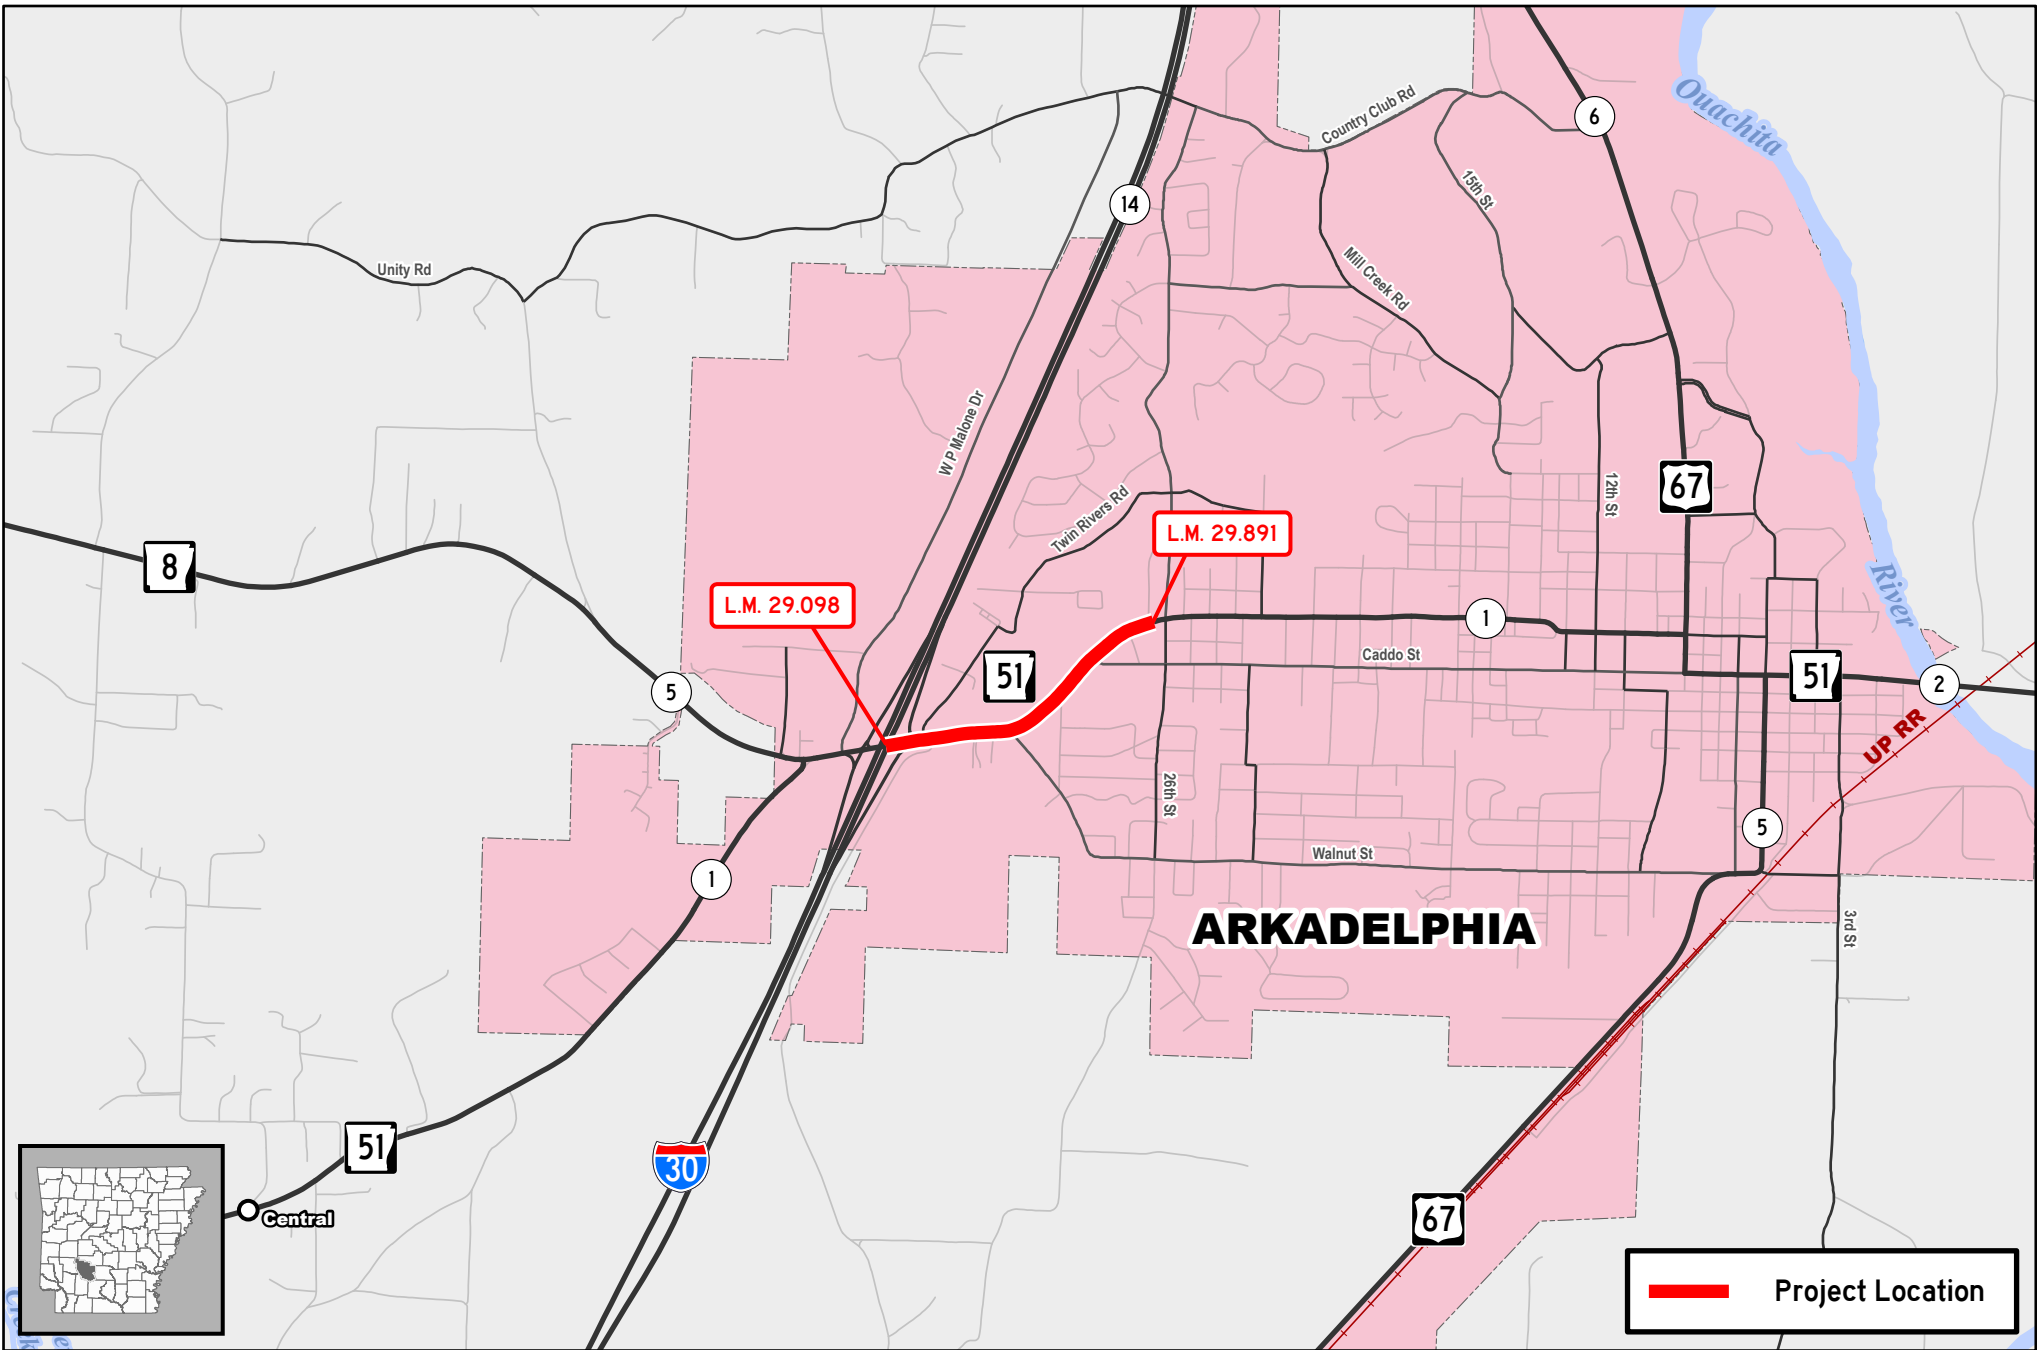 Ouachita
Country Club Rd
6
15th St
14
Mill Creek Rd
Unity Rd
W P Malone Dr
12th St
67
Twin Rivers Rd
L.M. 29.891
8
River
L.M. 29.098
1
Caddo St
51
51
5
2
UP RR
26th St
5
Walnut St
1
ARKADELPHIA
3rd St
51
30
Central
67
Project Location
Creek